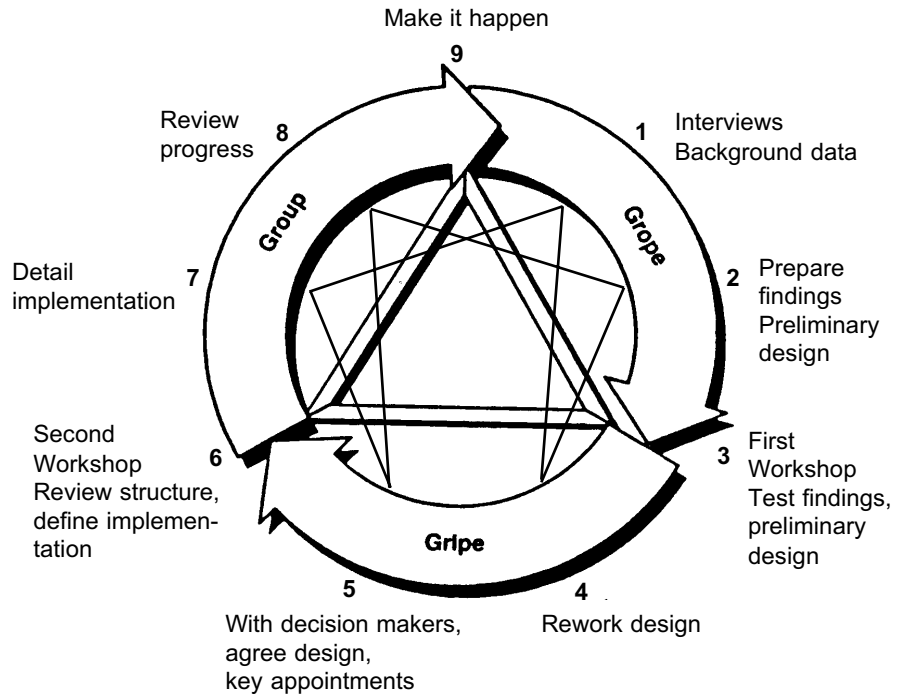 Make it happen
9
1
Interviews
Background data
Grope
2
Prepare
findings
Preliminary
design
3
First
Workshop
Test findings,
preliminary
design
4
Rework design
Gripe
5
With decision makers,
agree design,
key appointments
6
Second
Workshop
Review structure,
define implemen-
tation
7
Detail
implementation
Group
8
Review
progress